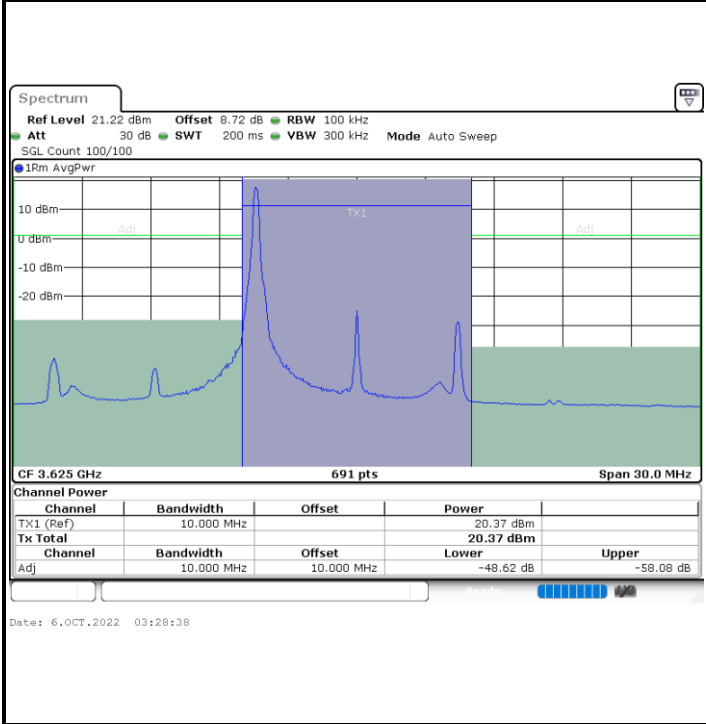 Spectrum
Ref Level 21.22 dBm Offset 8.72 dB RBW 100 kHz
Att 30 dB SWT 200 ms VBW 300 kHz Mode Auto Sweep
SGL Count 100/100
1Rm AvgPwr
10 dBm
TX1
Adj
Adj
0 dBm
-10 dBm
-20 dBm
CF 3.625 GHz 691 pts Span 30.0 MHz
Channel Power
Channel Bandwidth Offset Power
TX1 (Ref) 10.000 MHz 20.37 dBm
Tx Total 20.37 dBm
Channel Bandwidth Offset Lower Upper
Adj 10.000 MHz 10.000 MHz -48.62 dB -58.08 dB
Ready
Date: 6.OCT.2022 03:28:38